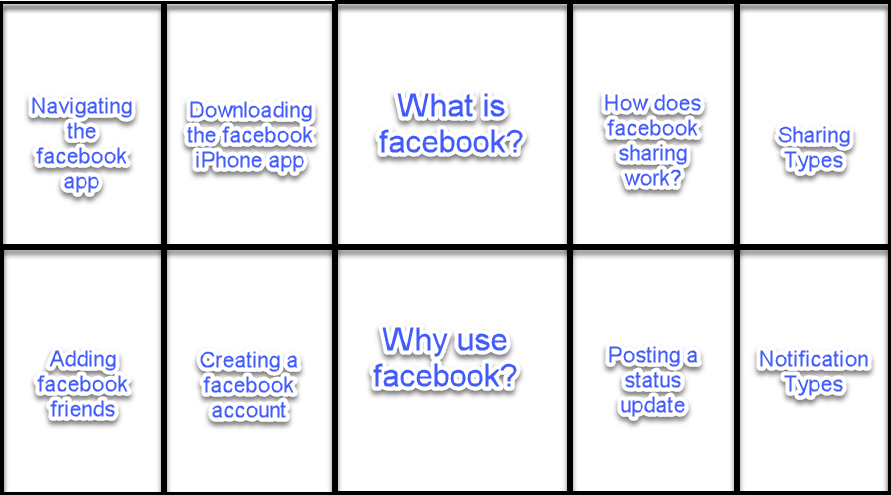 Navigating
the
facebook
app
Downloading
the facebook
iPhone app
What is
facebook?
How does
facebook
sharing
work?
Sharing
Types
Adding
facebook
friends
Creating a
facebook
account
Why use
facebook?
Posting a
status
update
Notification
Types